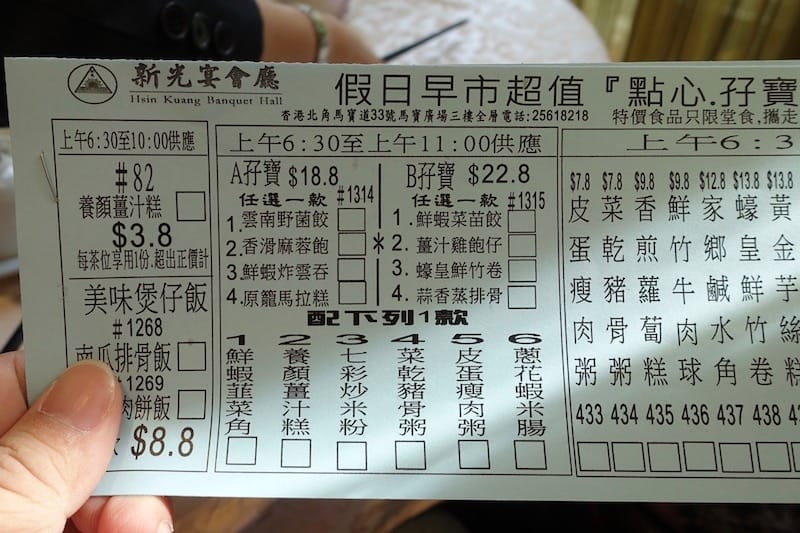 新光宴會廳
Hsin Kuang Banquet Hall
假日早市超值『點心.孖寶
香港北角馬寶道33號馬寶廣場三樓全層電話:25618218
特價食品只限堂食,攜走
上午6:30至10:00供應
#82
養顏薑汁糕
$3.8
每茶位享用1份.超出正價計
美味煲仔飯
#1268
南瓜排骨飯
#1269
肉餅飯
$8.8
上午6:30至上午11:00供應
A孖寶 $18.8
任選一款 #1314
1.雲南野菌餃
2.香滑麻蓉飽
3.鮮蝦炸雲吞
4.原籠馬拉糕
*
B孖寶 $22.8
任選一款 #1315
1.鮮蝦菜苗餃
2.薑汁雞飽仔
3.蠔皇鮮竹卷
4.蒜香蒸排骨
配下列1款
1 鮮蝦韮菜角
2 養顏薑汁糕
3 七彩炒米粉
4 菜乾豬骨粥
5 皮蛋瘦肉粥
6 蔥花蝦米腸
上午6:3
$7.8 皮蛋瘦肉粥 433
$7.8 菜乾豬骨粥 434
$9.8 香煎蘿蔔糕 435
$9.8 鮮竹牛肉球 436
$12.8 家鄉鹹水角 437
$13.8 蠔皇鮮竹卷 438
$13.8 黃金芋絲